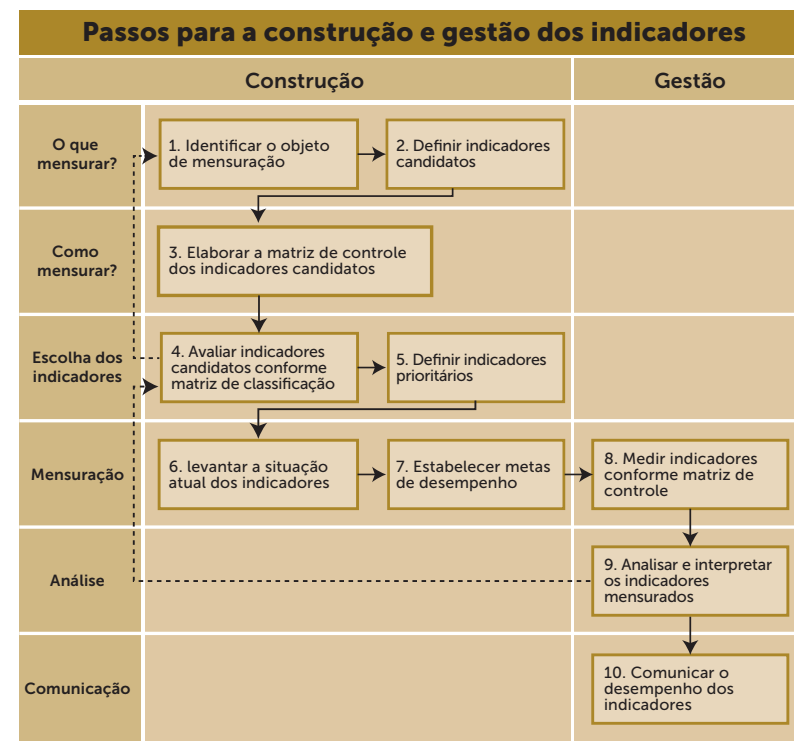 Passos para a construção e gestão dos indicadores
Construção
Gestão
O que
mensurar?
1. Identificar o objeto
de mensuração
2. Definir indicadores
candidatos
Como
mensurar?
3. Elaborar a matriz de controle
dos indicadores candidatos
Escolha dos
indicadores
4. Avaliar indicadores
candidatos conforme
matriz de classificação
5. Definir indicadores
prioritários
Mensuração
6. levantar a situação
atual dos indicadores
7. Estabelecer metas
de desempenho
8. Medir indicadores
conforme matriz de
controle
Análise
9. Analisar e interpretar
os indicadores
mensurados
Comunicação
10. Comunicar o
desempenho dos
indicadores